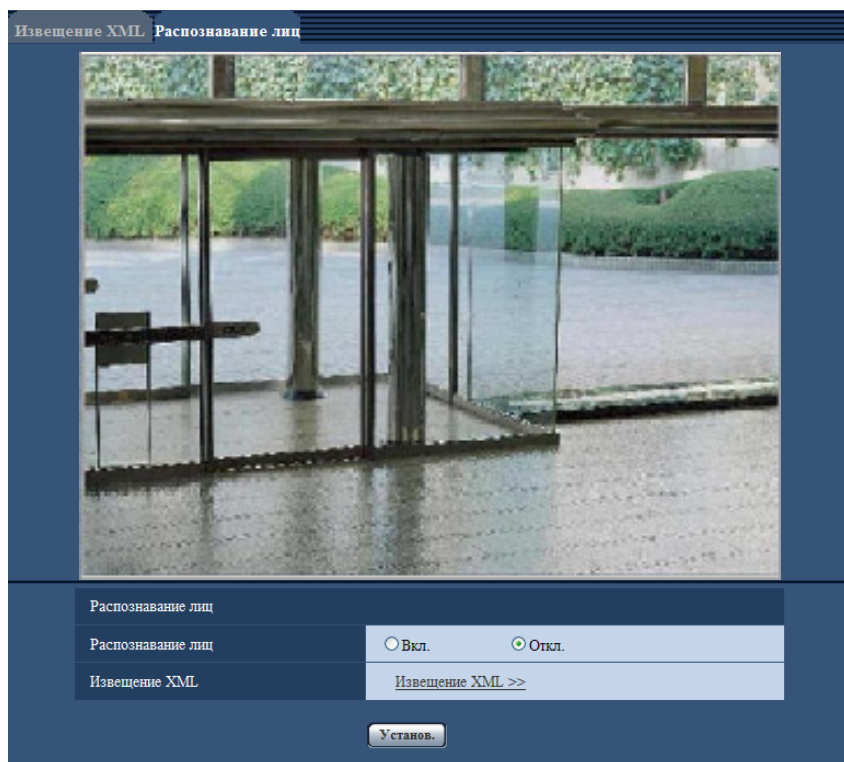 Извещение XML Распознавание лиц
Распознавание лиц
Распознавание лиц Вкл. Откл.
Извещение XML Извещение XML >>
Установ.